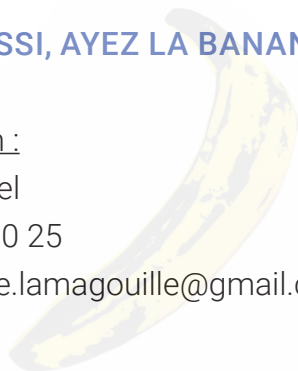 SSI, AYEZ LA BANAN
n :
el
0 25
e.lamagouille@gmail.c